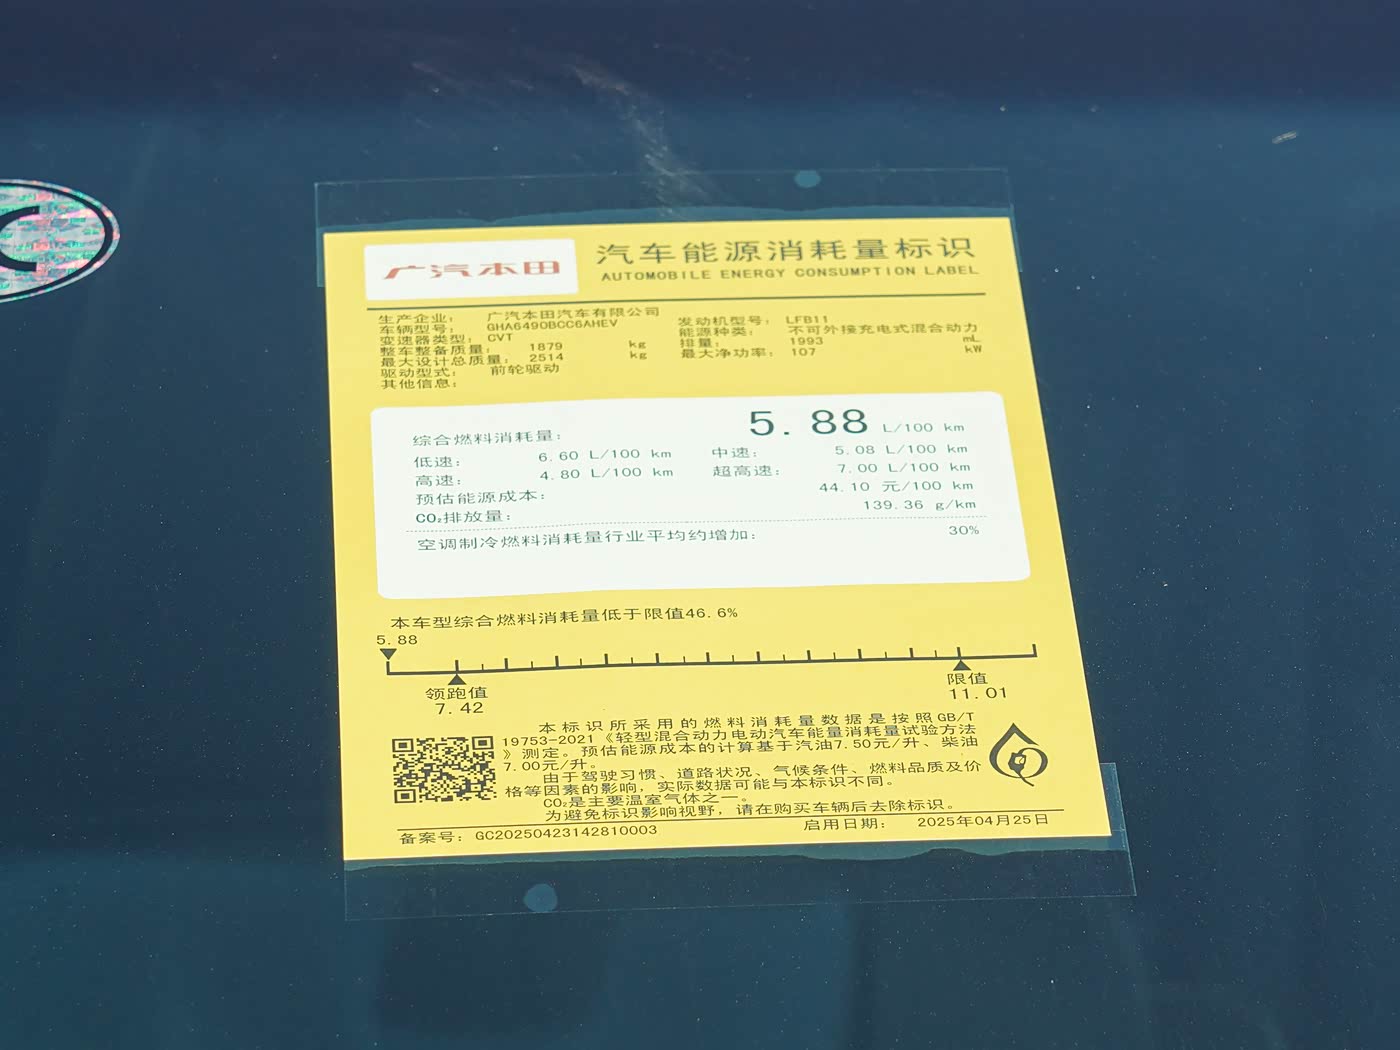 广汽本田
汽车能源消耗量标识
AUTOMOBILE ENERGY CONSUMPTION LABEL
生产企业: 广汽本田汽车有限公司
车辆型号: GHA6490BCC6AHEV
变速器类型: CVT
整车整备质量: 1879 kg
最大设计总质量: 2514 kg
驱动型式: 前轮驱动
其他信息:
发动机型号: LFB11
能源种类: 不可外接充电式混合动力
排量: 1993 mL
最大净功率: 107 kW
综合燃料消耗量: 5.88 L/100 km
低速: 6.60 L/100 km 中速: 5.08 L/100 km
高速: 4.80 L/100 km 超高速: 7.00 L/100 km
预估能源成本: 44.10 元/100 km
CO₂排放量: 139.36 g/km
空调制冷燃料消耗量行业平均约增加: 30%
本车型综合燃料消耗量低于限值46.6%
5.88
领跑值 限值
7.42 11.01
本标识所采用的燃料消耗量数据是按照GB/T
19753-2021《轻型混合动力电动汽车能量消耗量试验方法
》测定。预估能源成本的计算基于汽油7.50元/升、柴油
7.00元/升。
由于驾驶习惯、道路状况、气候条件、燃料品质及价
格等因素的影响，实际数据可能与本标识不同。
CO₂是主要温室气体之一。
为避免标识影响视野，请在购买车辆后去除标识。
备案号: GC20250423142810003 启用日期: 2025年04月25日